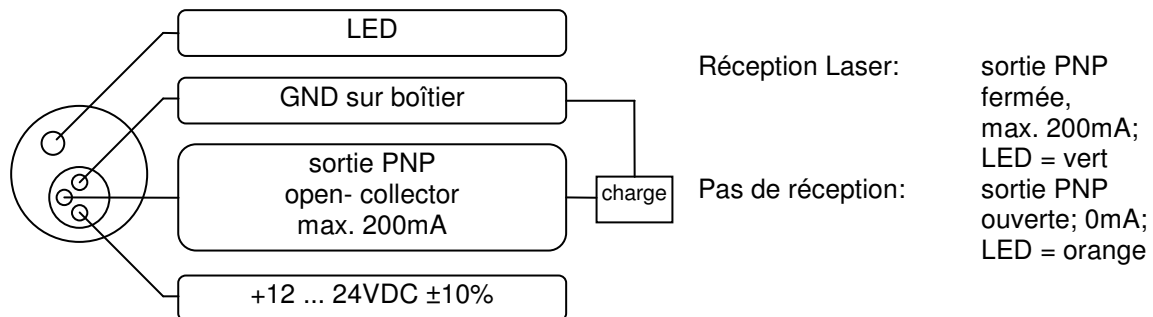 LED
GND sur boîtier
sortie PNP
open- collector
max. 200mA
charge
+12 ... 24VDC ±10%
Réception Laser:
sortie PNP
fermée,
max. 200mA;
LED = vert
Pas de réception:
sortie PNP
ouverte; 0mA;
LED = orange